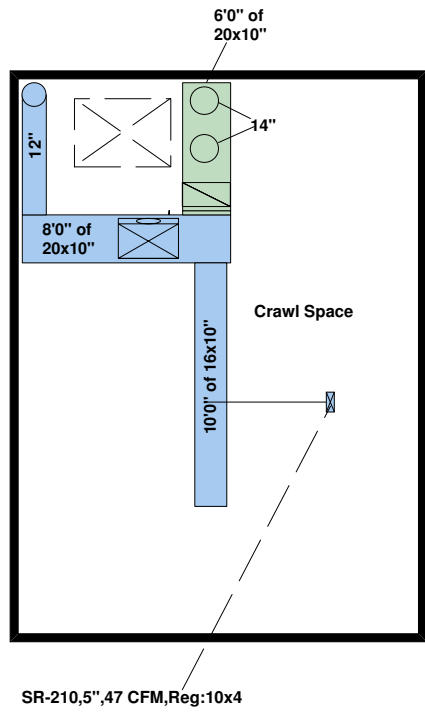 6'0" of
20x10"
14"
12"
8'0" of
20x10"
Crawl Space
10'0" of 16x10"
SR-210,5",47 CFM,Reg:10x4